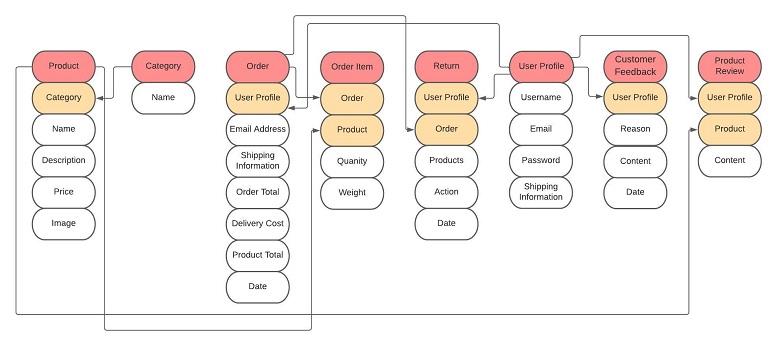 Product
Category
Name
Description
Price
Image
Category
Name
Order
User Profile
Email Address
Shipping
Information
Order Total
Delivery Cost
Product Total
Date
Order Item
Order
Product
Quanity
Weight
Return
User Profile
Order
Products
Action
Date
User Profile
Username
Email
Password
Shipping
Information
Customer
Feedback
User Profile
Reason
Content
Date
Product
Review
User Profile
Product
Content